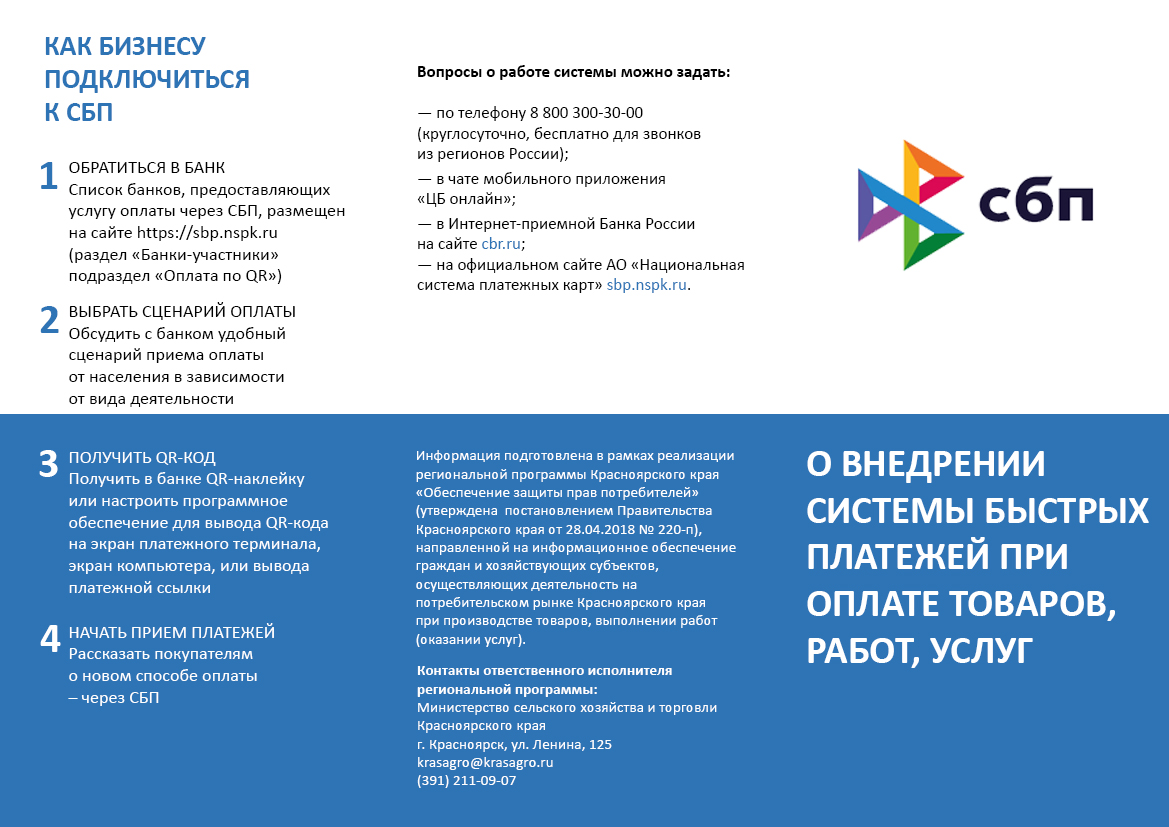 КАК БИЗНЕСУ
ПОДКЛЮЧИТЬСЯ
К СБП
1 ОБРАТИТЬСЯ В БАНК
Список банков, предоставляющих
услугу оплаты через СБП, размещен
на сайте https://sbp.nspk.ru
(раздел «Банки-участники»
подраздел «Оплата по QR»)
2 ВЫБРАТЬ СЦЕНАРИЙ ОПЛАТЫ
Обсудить с банком удобный
сценарий приема оплаты
от населения в зависимости
от вида деятельности
3 ПОЛУЧИТЬ QR-КОД
Получить в банке QR-наклейку
или настроить программное
обеспечение для вывода QR-кода
на экран платежного терминала,
экран компьютера, или вывода
платежной ссылки
4 НАЧАТЬ ПРИЕМ ПЛАТЕЖЕЙ
Рассказать покупателям
о новом способе оплаты
– через СБП
Вопросы о работе системы можно задать:
— по телефону 8 800 300-30-00
(круглосуточно, бесплатно для звонков
из регионов России);
— в чате мобильного приложения
«ЦБ онлайн»;
— в Интернет-приемной Банка России
на сайте cbr.ru;
— на официальном сайте АО «Национальная
система платежных карт» sbp.nspk.ru.
Информация подготовлена в рамках реализации
региональной программы Красноярского края
«Обеспечение защиты прав потребителей»
(утверждена постановлением Правительства
Красноярского края от 28.04.2018 № 220-п),
направленной на информационное обеспечение
граждан и хозяйствующих субъектов,
осуществляющих деятельность на
потребительском рынке Красноярского края
при производстве товаров, выполнении работ
(оказании услуг).
Контакты ответственного исполнителя
региональной программы:
Министерство сельского хозяйства и торговли
Красноярского края
г. Красноярск, ул. Ленина, 125
krasagro@krasagro.ru
(391) 211-09-07
сбп
О ВНЕДРЕНИИ
СИСТЕМЫ БЫСТРЫХ
ПЛАТЕЖЕЙ ПРИ
ОПЛАТЕ ТОВАРОВ,
РАБОТ, УСЛУГ